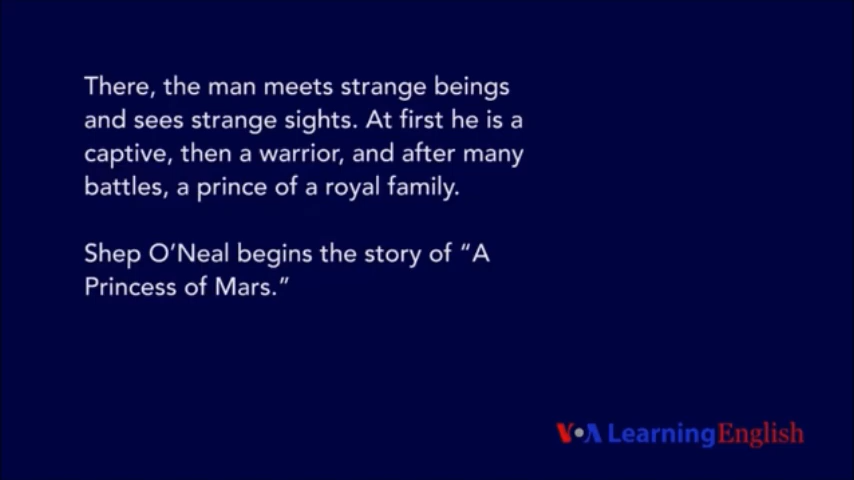 There, the man meets strange beings
and sees strange sights. At first he is a
captive, then a warrior, and after many
battles, a prince of a royal family.
Shep O’Neal begins the story of “A
Princess of Mars.”
VOA LearningEnglish